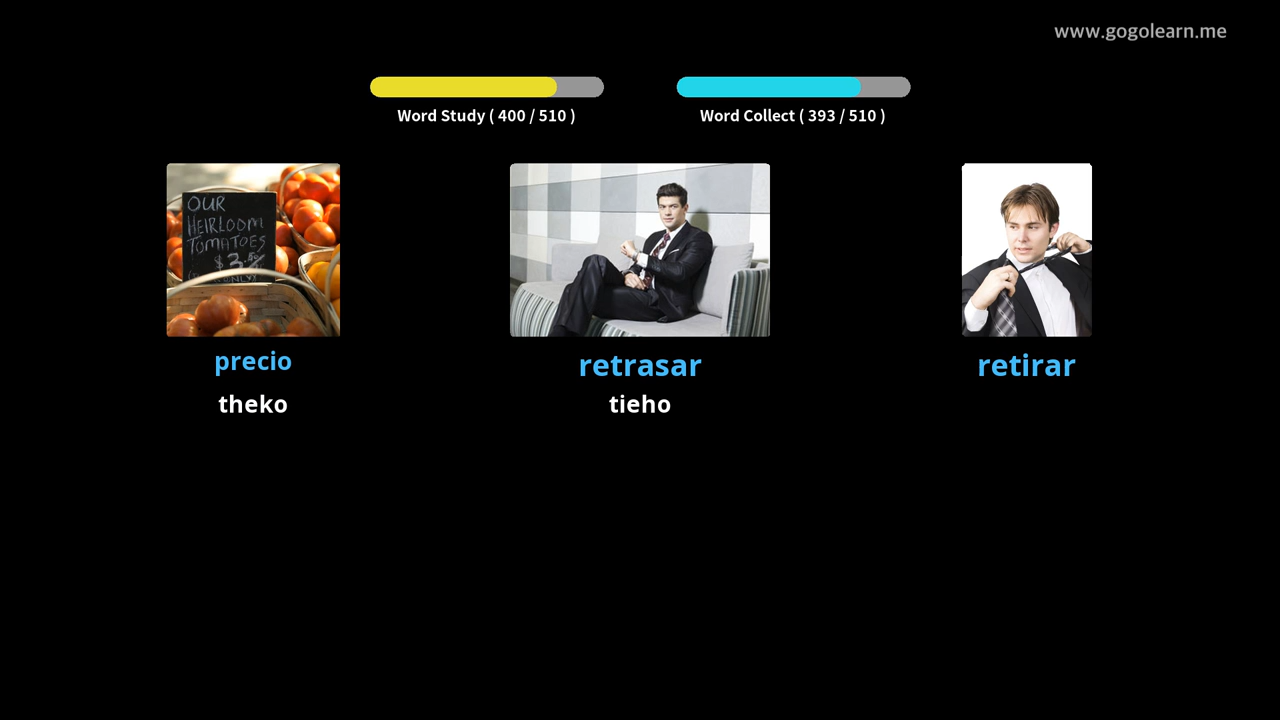 www.gogolearn.me
Word Study ( 400 / 510 )
Word Collect ( 393 / 510 )
OUR
HEIRLOOM
TOMATOES
precio
theko
retrasar
tieho
retirar